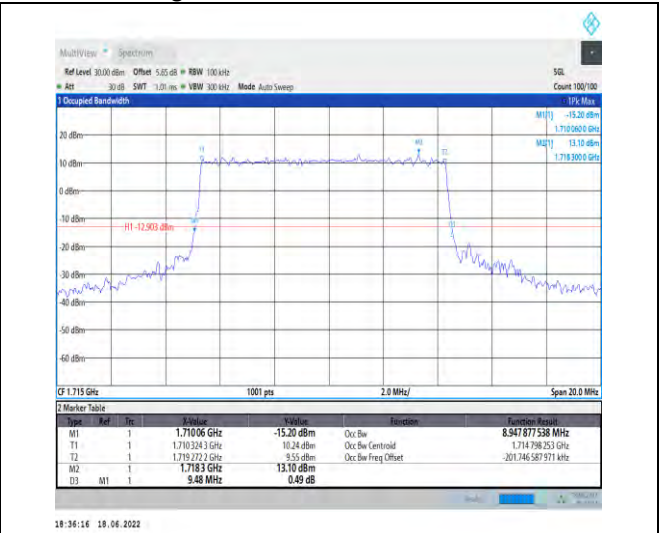 MultiView Spectrum
Ref Level 30.00 dBm Offset 5.85 dB RBW 100 kHz SGL
Att 30 dB SWT 1.01 ms VBW 300 kHz Mode Auto Sweep Count 100/100
1 Occupied Bandwidth 1Pk Max
M1[1] -15.20 dBm
1.710 060 0 GHz
M2[1] 13.10 dBm
1.718 300 0 GHz
20 dBm
M2
T1
T2
10 dBm
0 dBm
-10 dBm
H1 -12.903 dBm
-20 dBm
-30 dBm
-40 dBm
-50 dBm
-60 dBm
CF 1.715 GHz 1001 pts 2.0 MHz/ Span 20.0 MHz
2 Marker Table
Type Ref Trc X-Value Y-Value Function Function Result
M1 1 1.710 06 GHz -15.20 dBm Occ Bw 8.947 877 538 MHz
T1 1 1.710 324 3 GHz 10.24 dBm Occ Bw Centroid 1.714 798 253 GHz
T2 1 1.719 272 2 GHz 9.55 dBm Occ Bw Freq Offset -201.746 587 971 kHz
M2 1 1.718 3 GHz 13.10 dBm
D3 M1 1 9.48 MHz 0.49 dB
18:36:16 18.06.2022